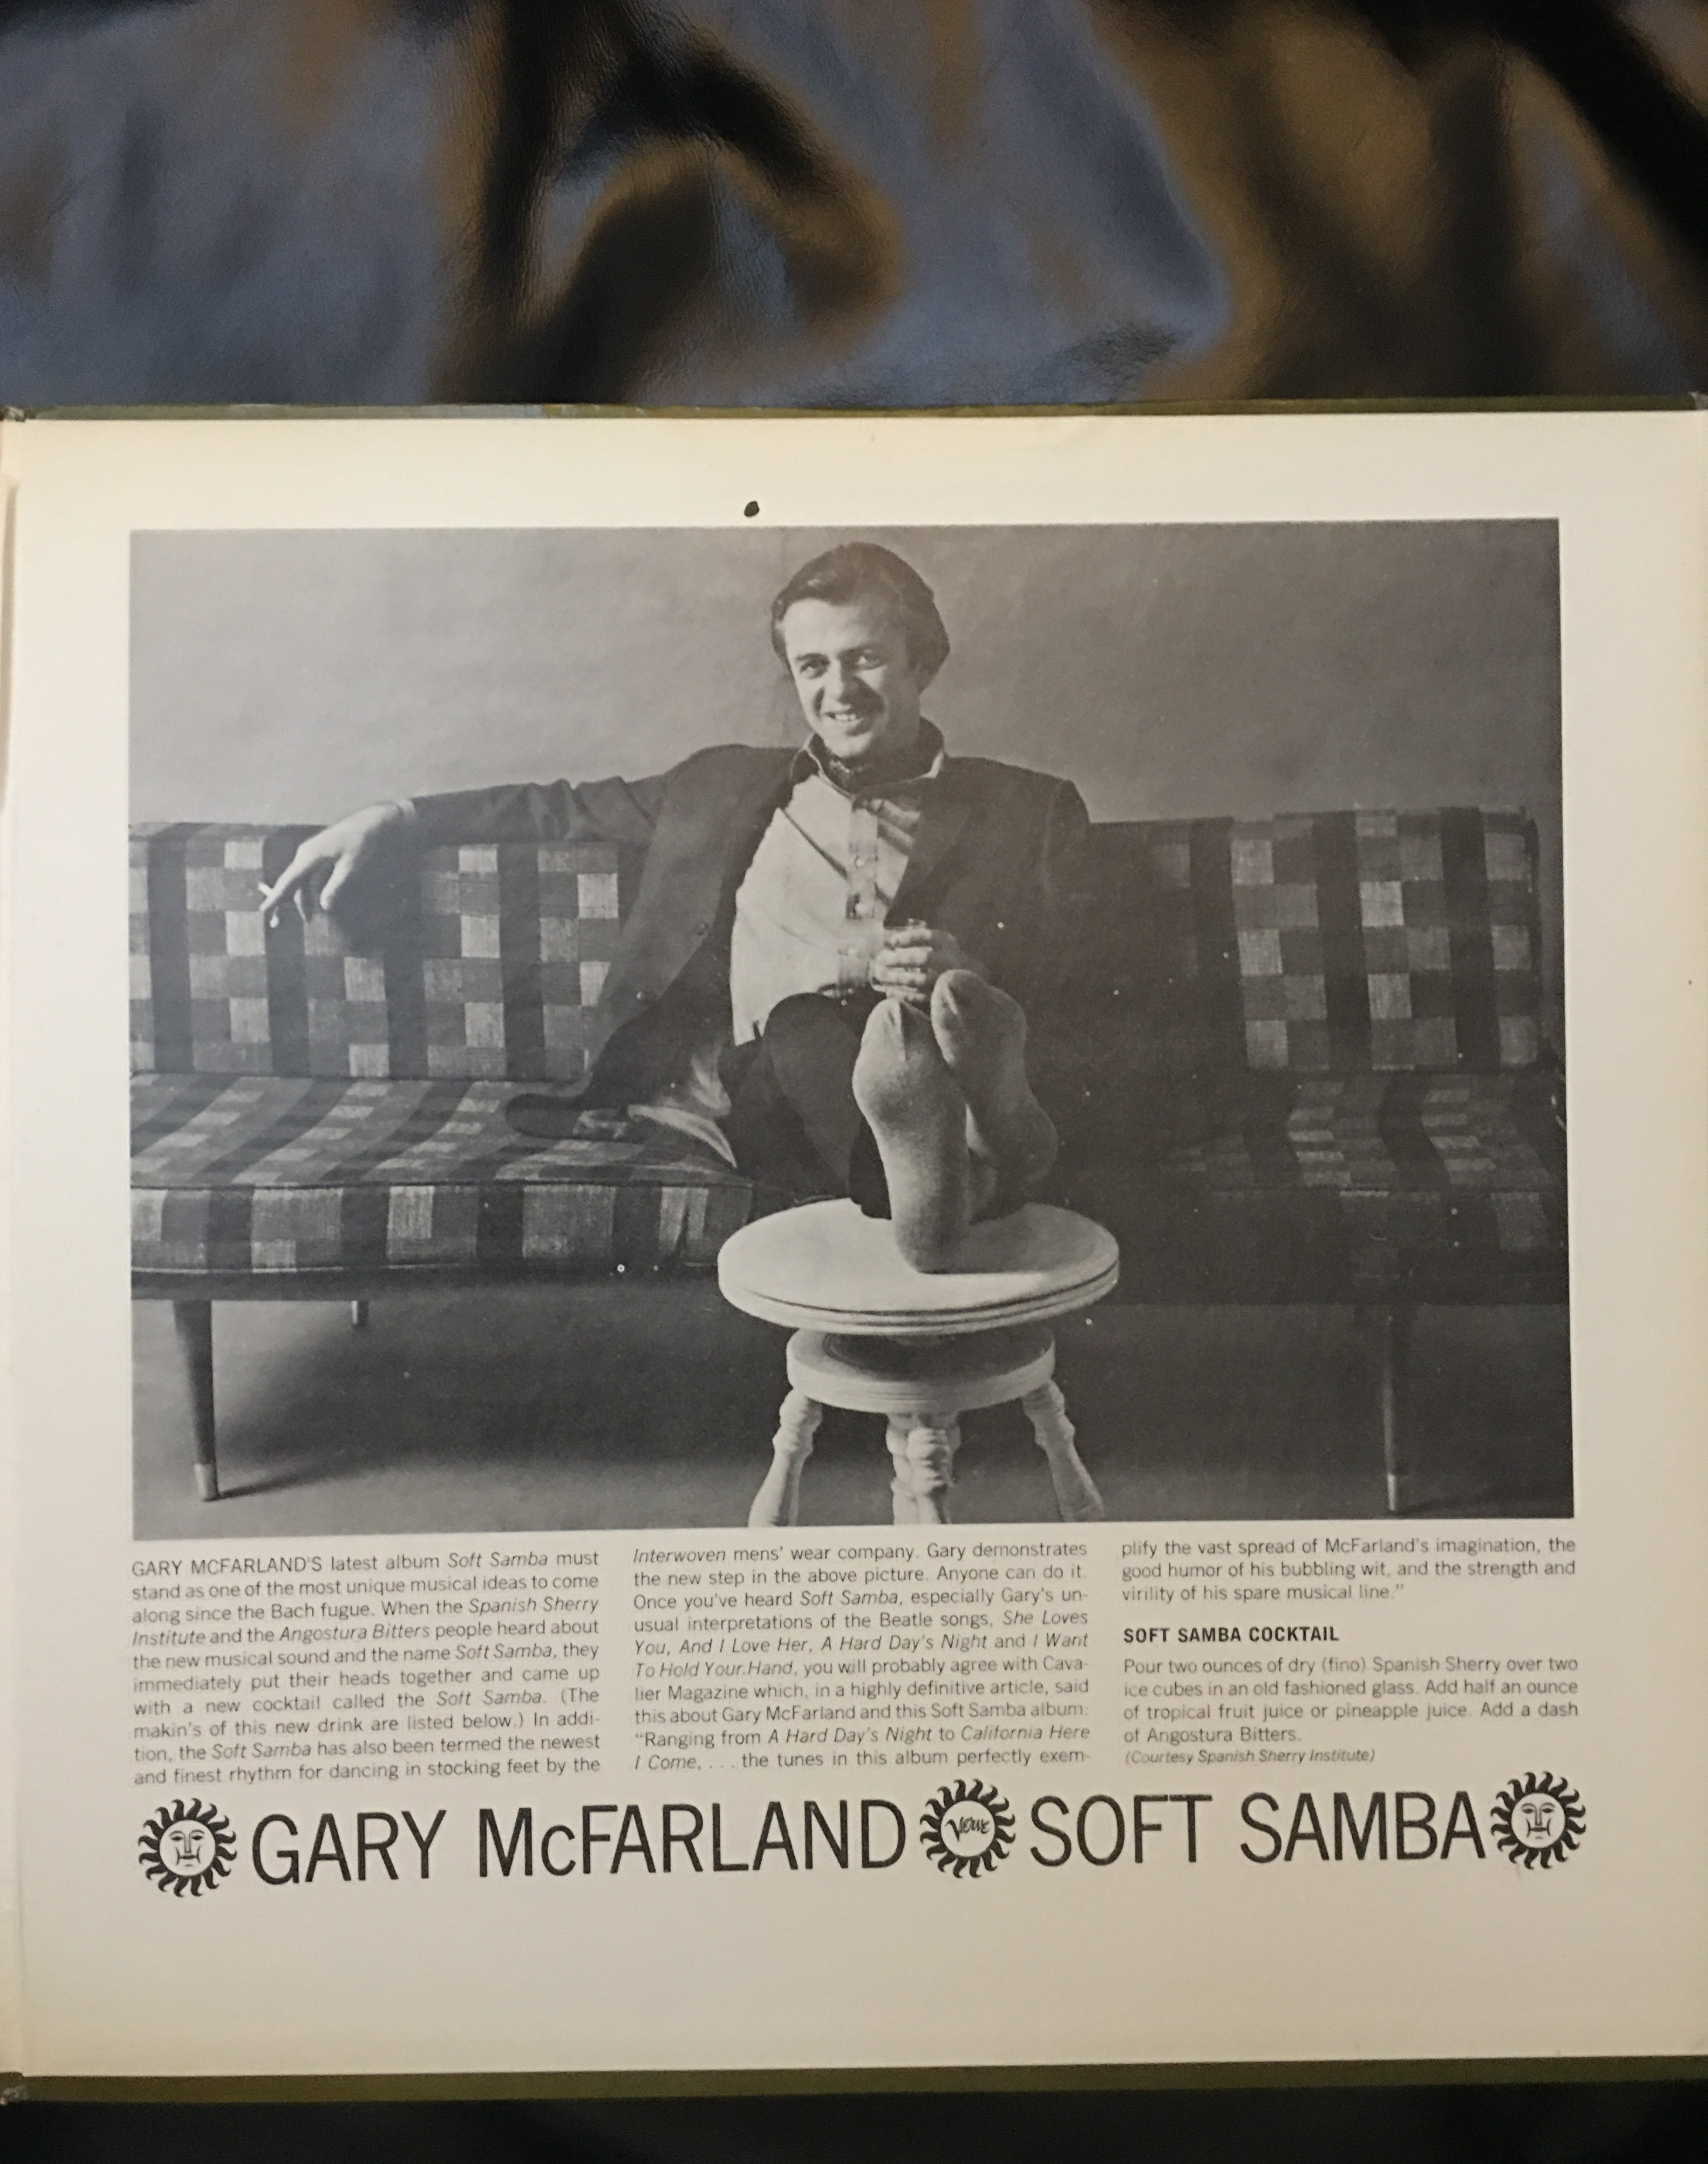 GARY MCFARLAND'S latest album Soft Samba must
stand as one of the most unique musical ideas to come
along since the Bach fugue. When the Spanish Sherry
Institute and the Angostura Bitters people heard about
the new musical sound and the name Soft Samba, they
immediately put their heads together and came up
with a new cocktail called the Soft Samba. (The
makin's of this new drink are listed below.) In addi-
tion, the Soft Samba has also been termed the newest
and finest rhythm for dancing in stocking feet by the
Interwoven mens' wear company. Gary demonstrates
the new step in the above picture. Anyone can do it.
Once you've heard Soft Samba, especially Gary's un-
usual interpretations of the Beatle songs, She Loves
You, And I Love Her, A Hard Day's Night and I Want
To Hold Your Hand, you will probably agree with Cava-
lier Magazine which, in a highly definitive article, said
this about Gary McFarland and this Soft Samba album:
"Ranging from A Hard Day's Night to California Here
I Come, . . . the tunes in this album perfectly exem-
plify the vast spread of McFarland's imagination, the
good humor of his bubbling wit, and the strength and
virility of his spare musical line."
SOFT SAMBA COCKTAIL
Pour two ounces of dry (fino) Spanish Sherry over two
ice cubes in an old fashioned glass. Add half an ounce
of tropical fruit juice or pineapple juice. Add a dash
of Angostura Bitters.
(Courtesy Spanish Sherry Institute)
GARY McFARLAND Verve SOFT SAMBA